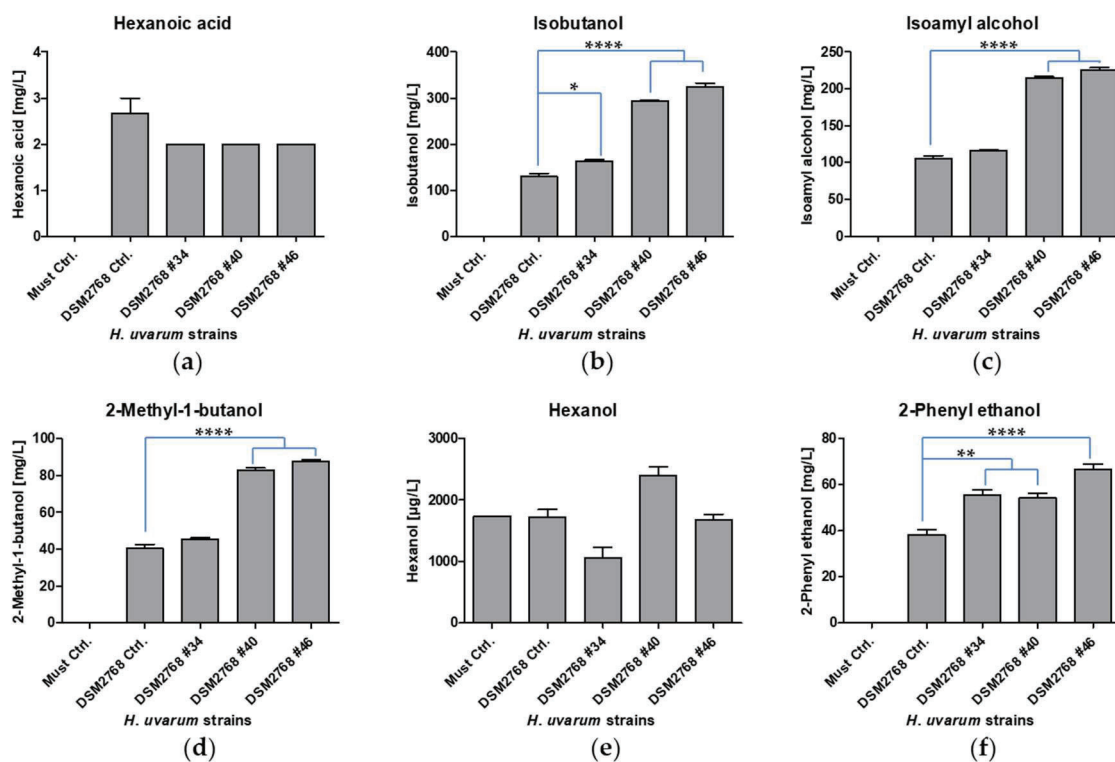 Hexanoic acid
Hexanoic acid [mg/L]
4
3
2
1
0
Must Ctrl.
DSM2768 Ctrl.
DSM2768 #34
DSM2768 #40
DSM2768 #46
H. uvarum strains
(a)
Isobutanol
Isobutanol [mg/L]
400
300
200
100
0
****
*
Must Ctrl.
DSM2768 Ctrl.
DSM2768 #34
DSM2768 #40
DSM2768 #46
H. uvarum strains
(b)
Isoamyl alcohol
Isoamyl alcohol [mg/L]
250
200
150
100
50
0
****
Must Ctrl.
DSM2768 Ctrl.
DSM2768 #34
DSM2768 #40
DSM2768 #46
H. uvarum strains
(c)
2-Methyl-1-butanol
2-Methyl-1-butanol [mg/L]
100
80
60
40
20
0
****
Must Ctrl.
DSM2768 Ctrl.
DSM2768 #34
DSM2768 #40
DSM2768 #46
H. uvarum strains
(d)
Hexanol
Hexanol [µg/L]
3000
2000
1000
0
Must Ctrl.
DSM2768 Ctrl.
DSM2768 #34
DSM2768 #40
DSM2768 #46
H. uvarum strains
(e)
2-Phenyl ethanol
2-Phenyl ethanol [mg/L]
80
60
40
20
0
****
**
Must Ctrl.
DSM2768 Ctrl.
DSM2768 #34
DSM2768 #40
DSM2768 #46
H. uvarum strains
(f)